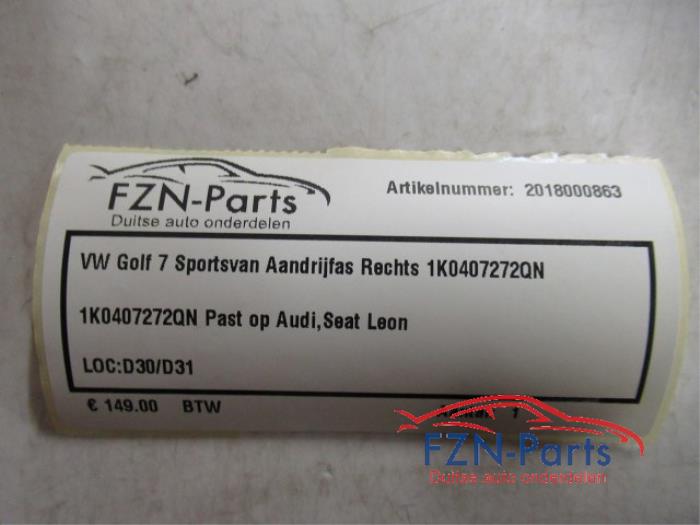 FZN-Parts
Duitse auto onderdelen
Artikelnummer: 2018000863
VW Golf 7 Sportsvan Aandrijfas Rechts 1K0407272QN
1K0407272QN Past op Audi,Seat Leon
LOC:D30/D31
€ 149.00 BTW
1
FZN-Parts
Duitse auto onderdelen